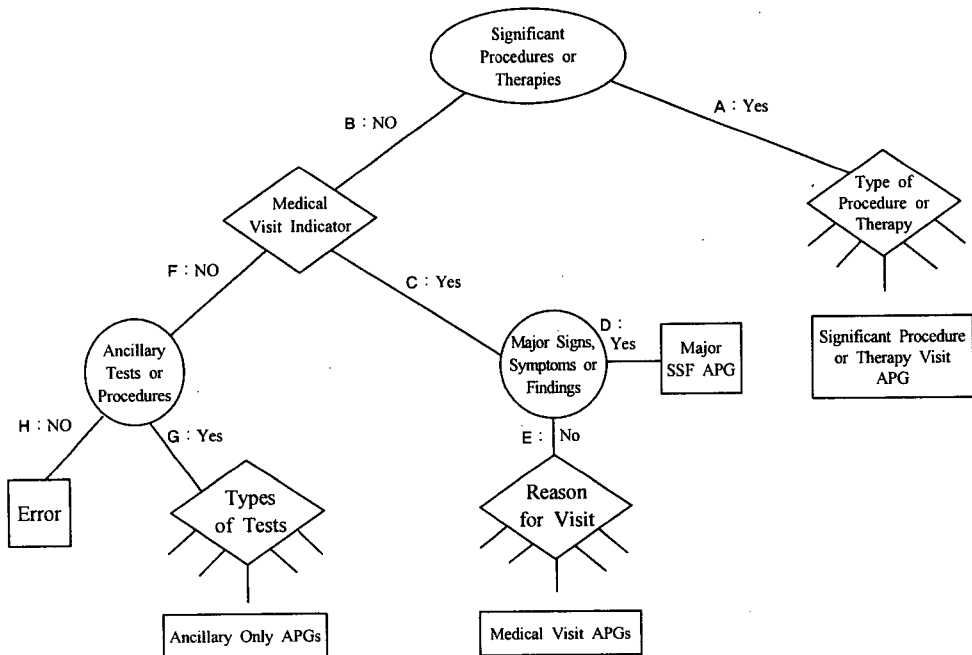 Significant
Procedures or
Therapies
B : NO
A : Yes
Medical
Visit Indicator
Type of
Procedure or
Therapy
F : NO
C : Yes
Ancillary
Tests or
Procedures
Major Signs,
Symptoms or
Findings
D :
Yes
Major
SSF APG
Significant Procedure
or Therapy Visit
APG
H : NO
G : Yes
E : No
Error
Types
of Tests
Reason
for Visit
Ancillary Only APGs
Medical Visit APGs